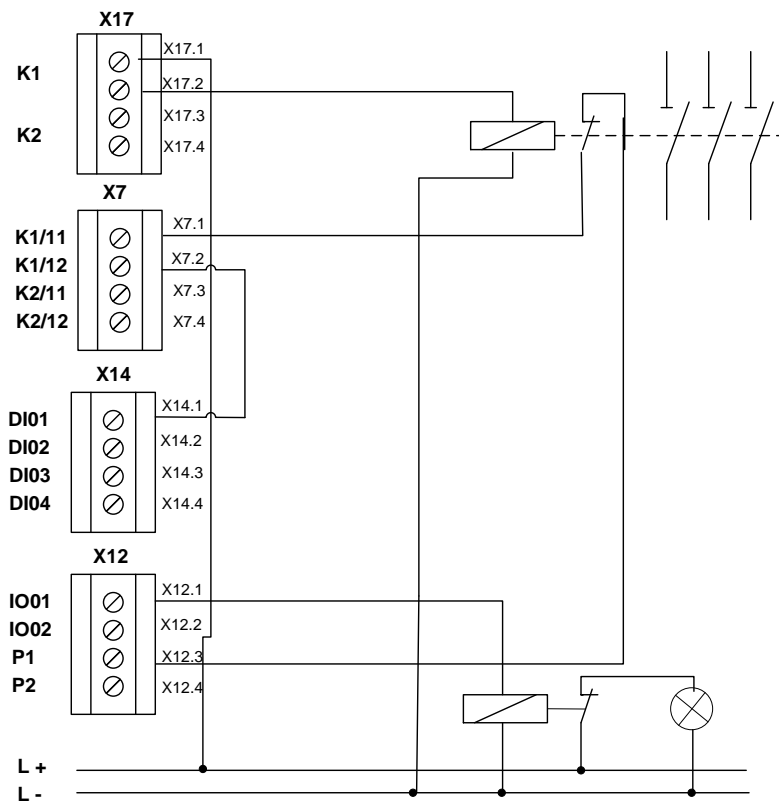 X17
K1
X17.1
X17.2
K2
X17.3
X17.4
X7
K1/11
X7.1
K1/12
X7.2
K2/11
X7.3
K2/12
X7.4
X14
DI01
X14.1
DI02
X14.2
DI03
X14.3
DI04
X14.4
X12
IO01
X12.1
IO02
X12.2
P1
X12.3
P2
X12.4
L +
L -